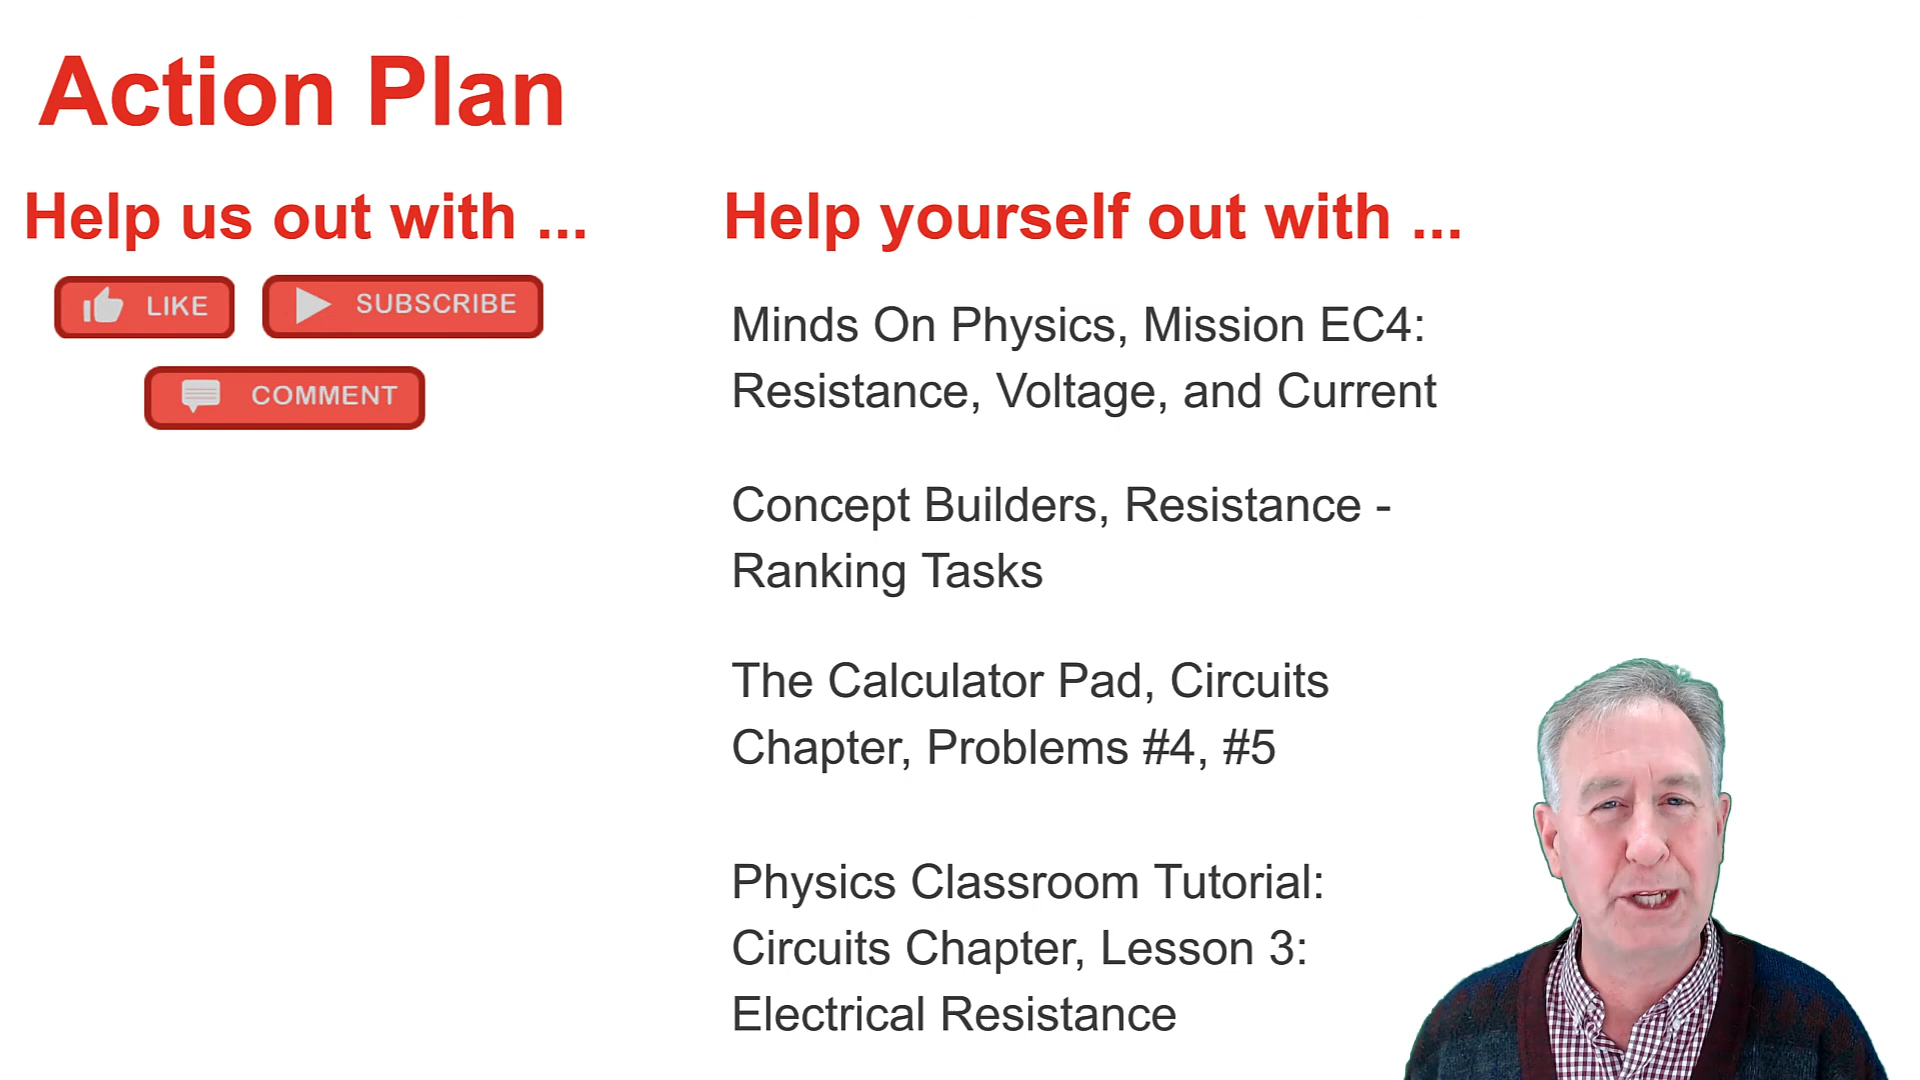 Action Plan
Help us out with ...
LIKE
SUBSCRIBE
COMMENT
Help yourself out with ...
Minds On Physics, Mission EC4:
Resistance, Voltage, and Current
Concept Builders, Resistance -
Ranking Tasks
The Calculator Pad, Circuits
Chapter, Problems #4, #5
Physics Classroom Tutorial:
Circuits Chapter, Lesson 3:
Electrical Resistance